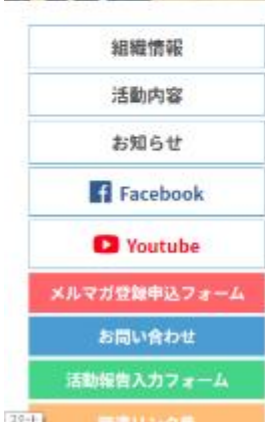 組織情報
活動内容
お知らせ
Facebook
Youtube
メルマガ登録申込フォーム
お問い合わせ
活動報告入力フォーム